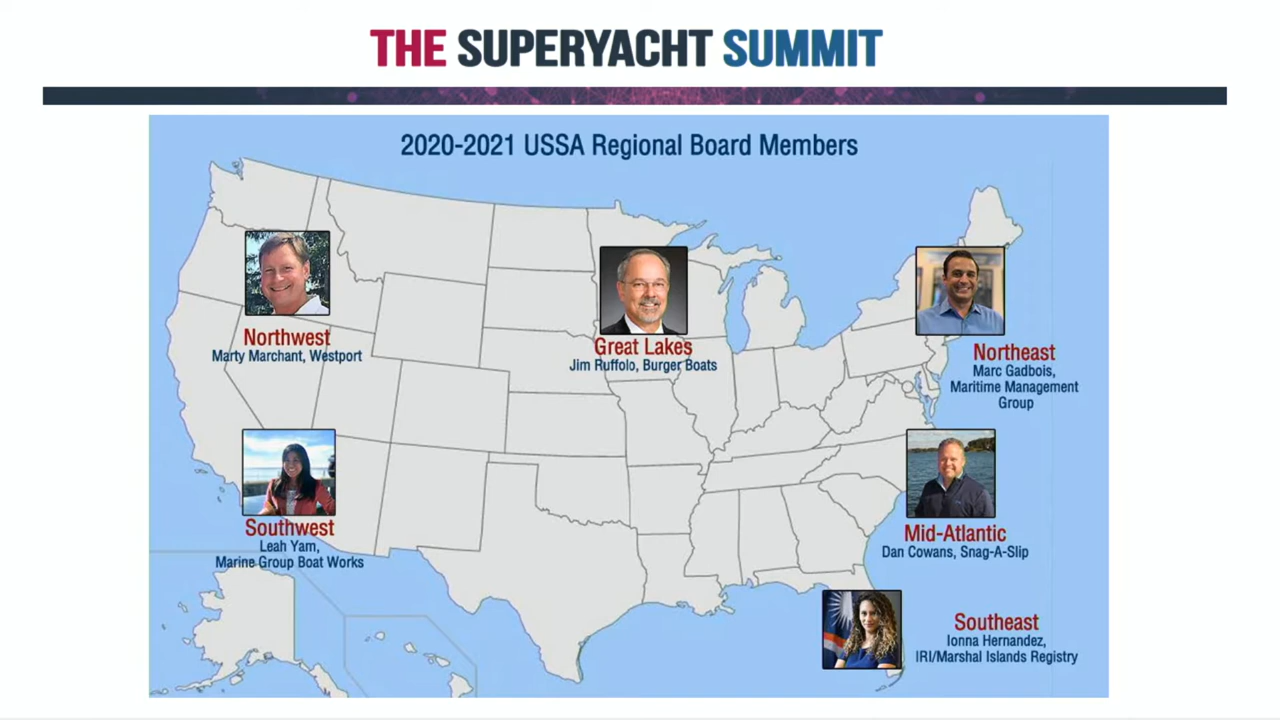 THE SUPERYACHT SUMMIT
2020-2021 USSA Regional Board Members
Northwest
Marty Marchant, Westport
Great Lakes
Jim Ruffolo, Burger Boats
Northeast
Marc Gadbois,
Maritime Management
Group
Southwest
Leah Yam,
Marine Group Boat Works
Mid-Atlantic
Dan Cowans, Snag-A-Slip
Southeast
Ionna Hernandez,
IRI/Marshal Islands Registry